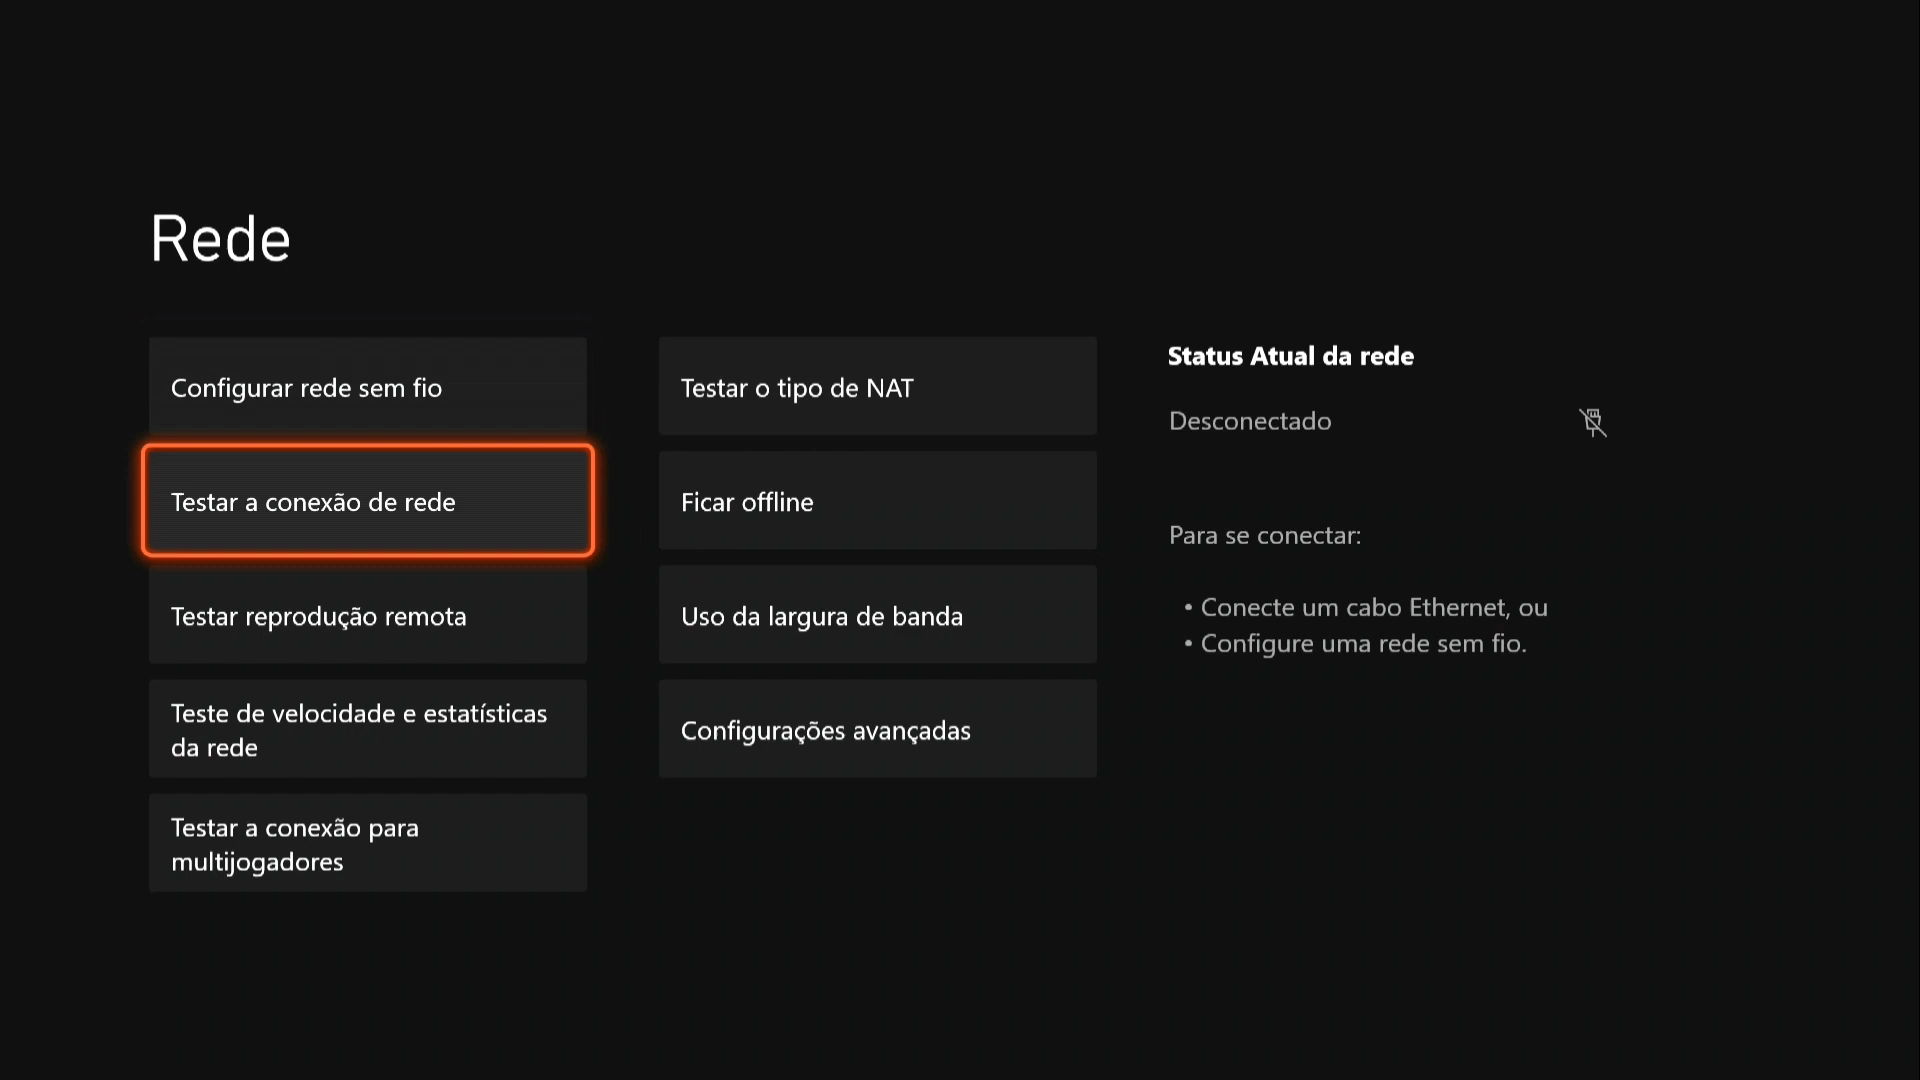 Rede
Configurar rede sem fio
Testar a conexão de rede
Testar reprodução remota
Teste de velocidade e estatísticas
da rede
Testar a conexão para
multijogadores
Testar o tipo de NAT
Ficar offline
Uso da largura de banda
Configurações avançadas
Status Atual da rede
Desconectado
Para se conectar:
• Conecte um cabo Ethernet, ou
• Configure uma rede sem fio.